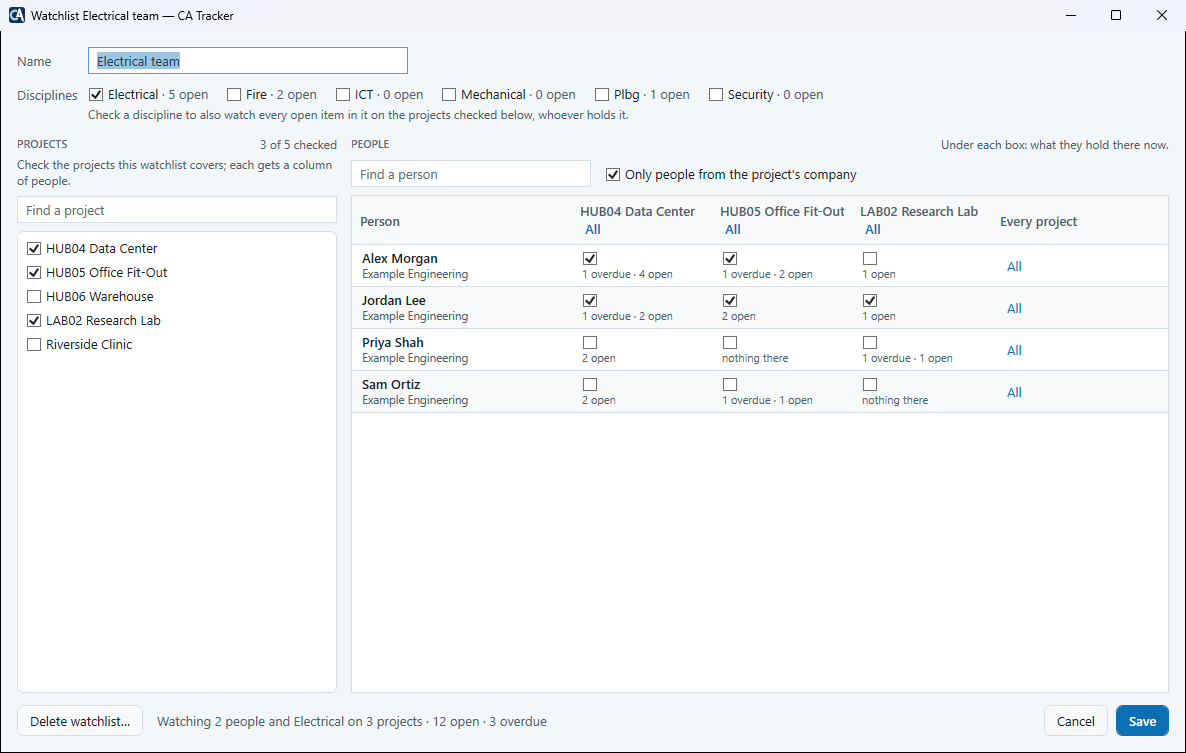 CA Watchlist Electrical team — CA Tracker
Name Electrical team
Disciplines Electrical · 5 open Fire · 2 open ICT · 0 open Mechanical · 0 open Plbg · 1 open Security · 0 open
Check a discipline to also watch every open item in it on the projects checked below, whoever holds it.
PROJECTS 3 of 5 checked
Check the projects this watchlist covers; each gets a column
of people.
Find a project
HUB04 Data Center
HUB05 Office Fit-Out
HUB06 Warehouse
LAB02 Research Lab
Riverside Clinic
PEOPLE Under each box: what they hold there now.
Find a person Only people from the project's company
Person HUB04 Data Center HUB05 Office Fit-Out LAB02 Research Lab Every project
All All All
Alex Morgan
Example Engineering 1 overdue · 4 open 1 overdue · 2 open 1 open All
Jordan Lee
Example Engineering 1 overdue · 2 open 2 open 1 open All
Priya Shah
Example Engineering 2 open nothing there 1 overdue · 1 open All
Sam Ortiz
Example Engineering 2 open 1 overdue · 1 open nothing there All
Delete watchlist... Watching 2 people and Electrical on 3 projects · 12 open · 3 overdue Cancel Save